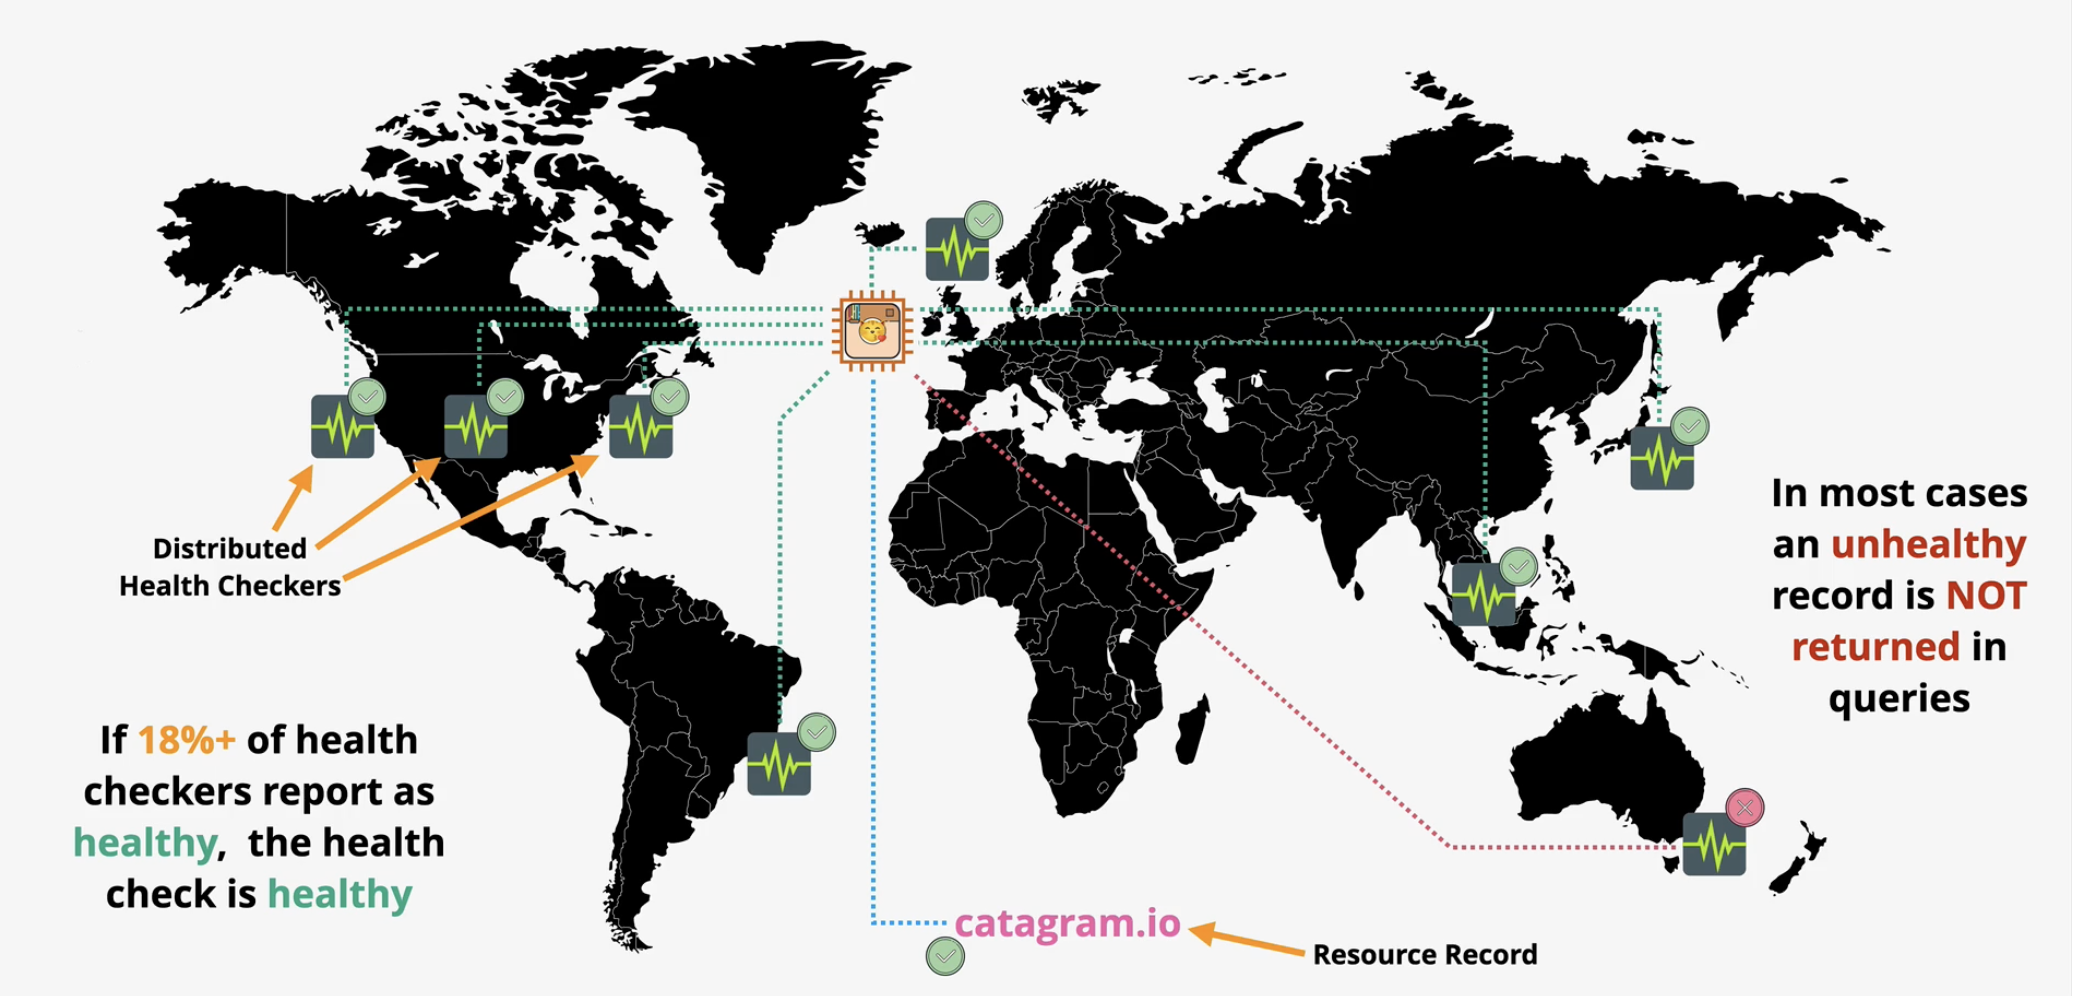 Distributed
Health Checkers
If 18%+ of health
checkers report as
healthy, the health
check is healthy
In most cases
an unhealthy
record is NOT
returned in
queries
catagram.io
Resource Record